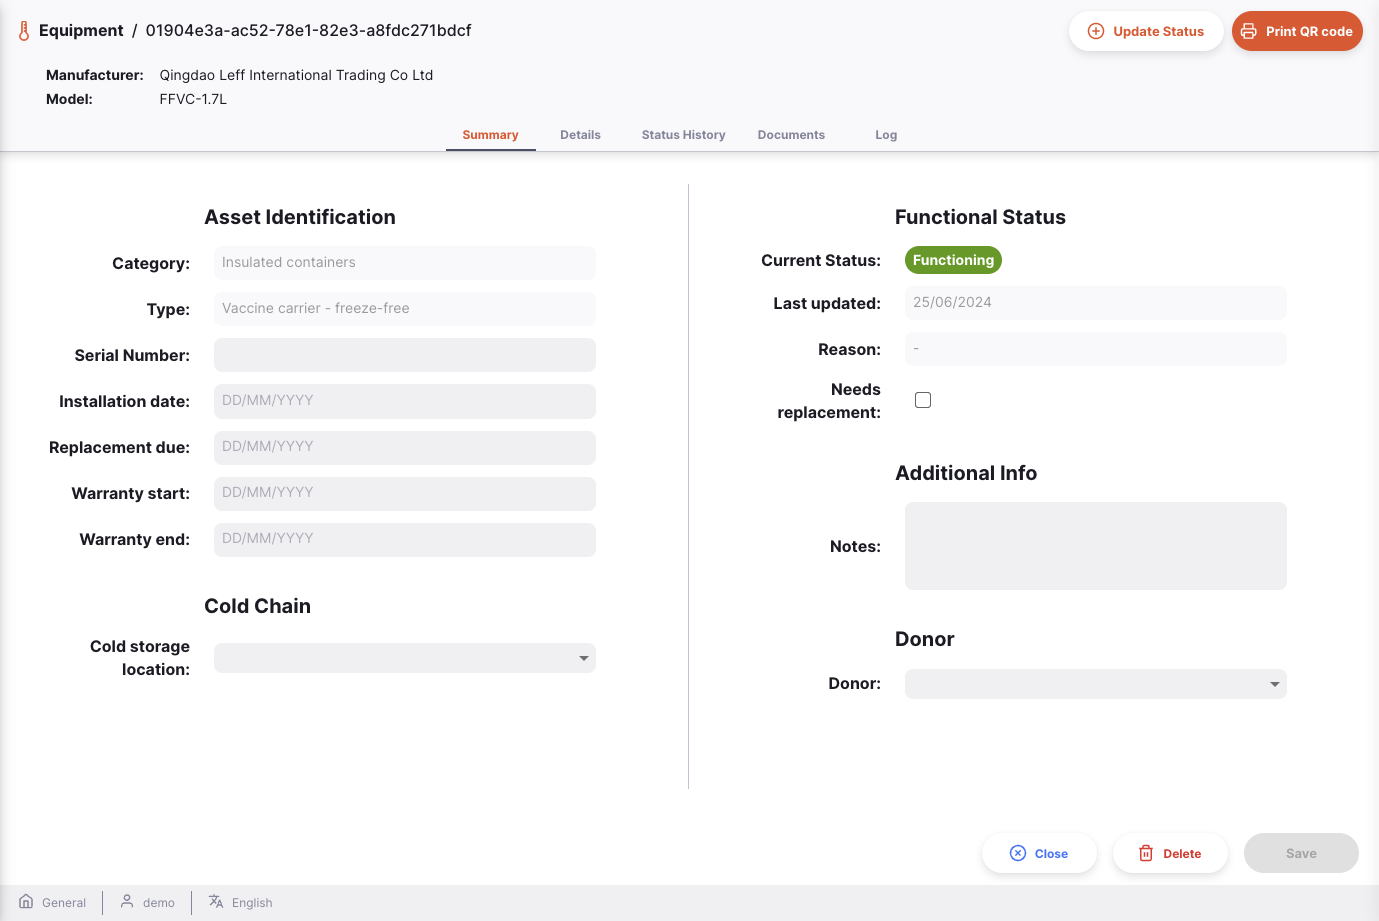 Equipment / 01904e3a-ac52-78e1-82e3-a8fdc271bdcf
Update Status
Print QR code
Manufacturer: Qingdao Leff International Trading Co Ltd
Model: FFVC-1.7L
Summary Details Status History Documents Log
Asset Identification
Category: Insulated containers
Type: Vaccine carrier - freeze-free
Serial Number:
Installation date: DD/MM/YYYY
Replacement due: DD/MM/YYYY
Warranty start: DD/MM/YYYY
Warranty end: DD/MM/YYYY
Cold Chain
Cold storage
location:
Functional Status
Current Status: Functioning
Last updated: 25/06/2024
Reason: -
Needs
replacement:
Additional Info
Notes:
Donor
Donor:
Close
Delete
Save
General demo English